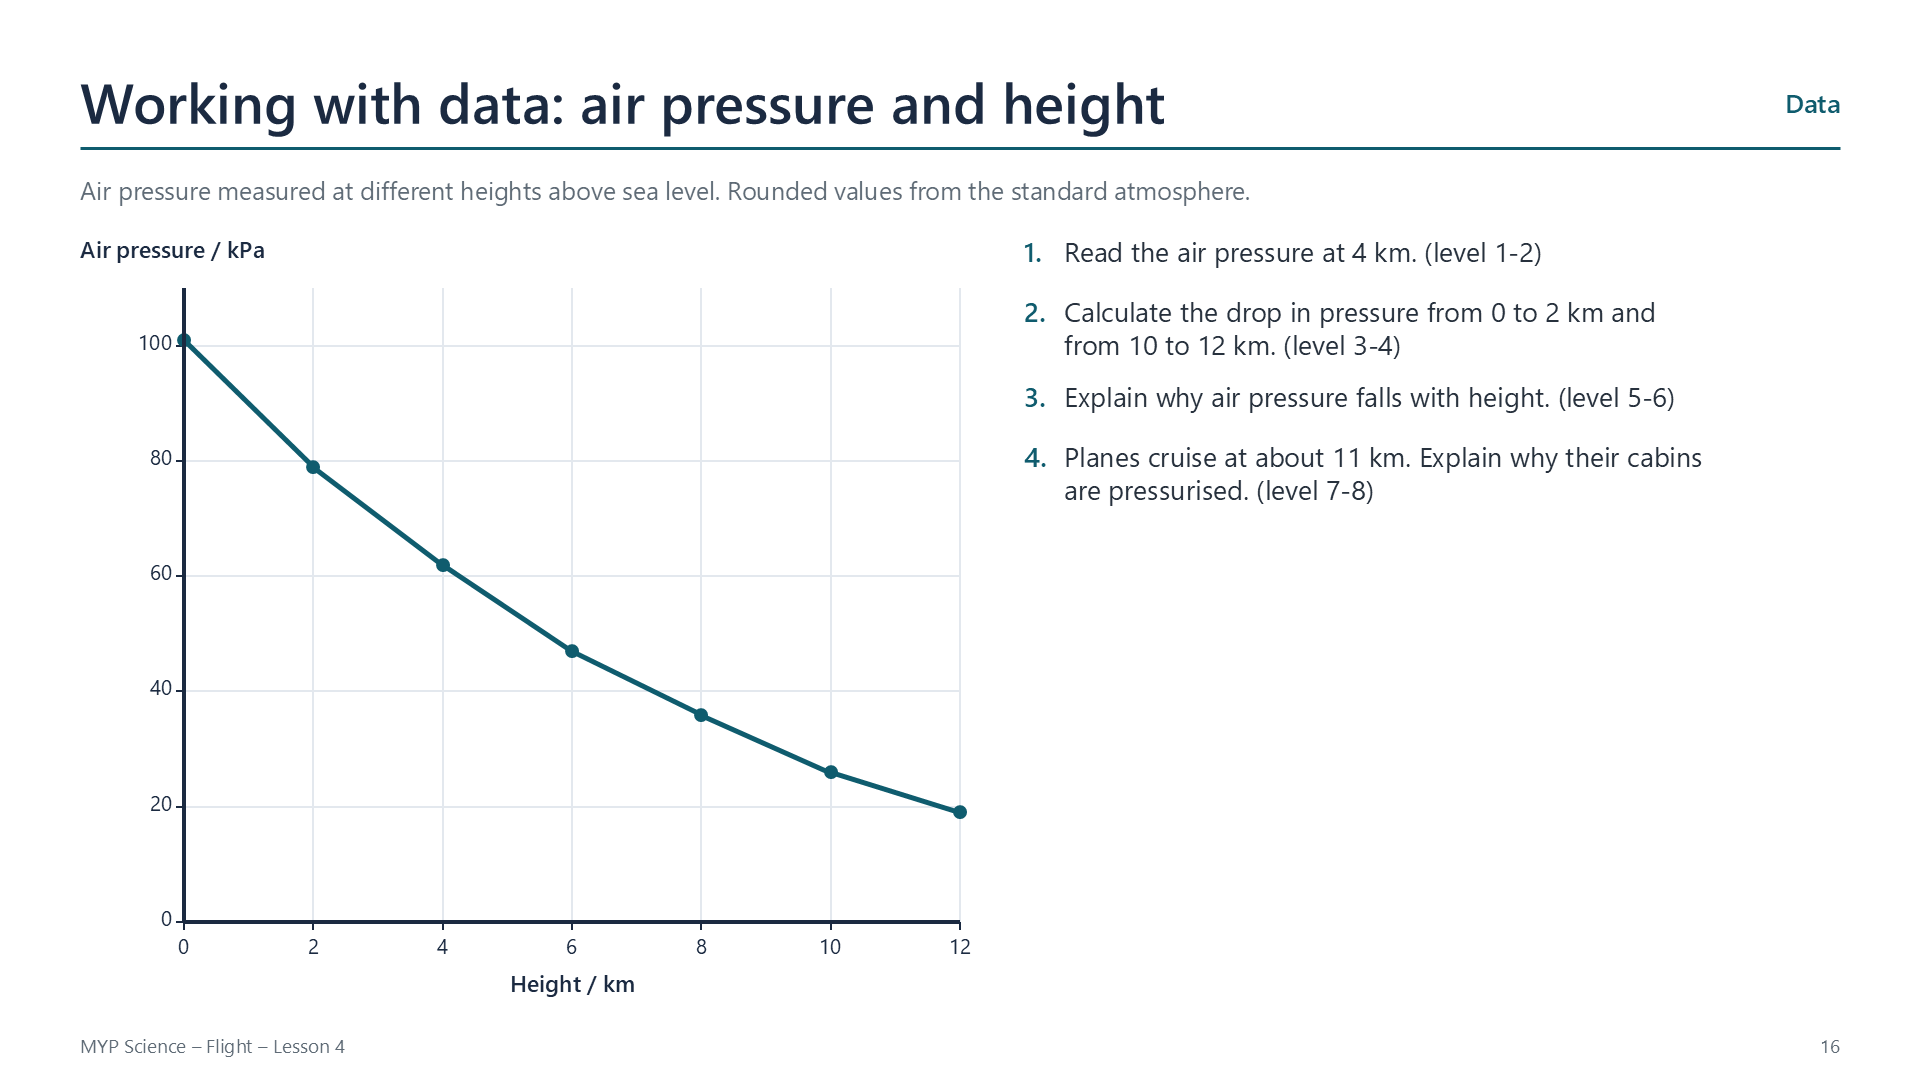 Working with data: air pressure and height
Data
Air pressure measured at different heights above sea level. Rounded values from the standard atmosphere.
Air pressure / kPa
100
80
60
40
20
0
0 2 4 6 8 10 12
Height / km
1. Read the air pressure at 4 km. (level 1-2)
2. Calculate the drop in pressure from 0 to 2 km and
from 10 to 12 km. (level 3-4)
3. Explain why air pressure falls with height. (level 5-6)
4. Planes cruise at about 11 km. Explain why their cabins
are pressurised. (level 7-8)
MYP Science – Flight – Lesson 4
16